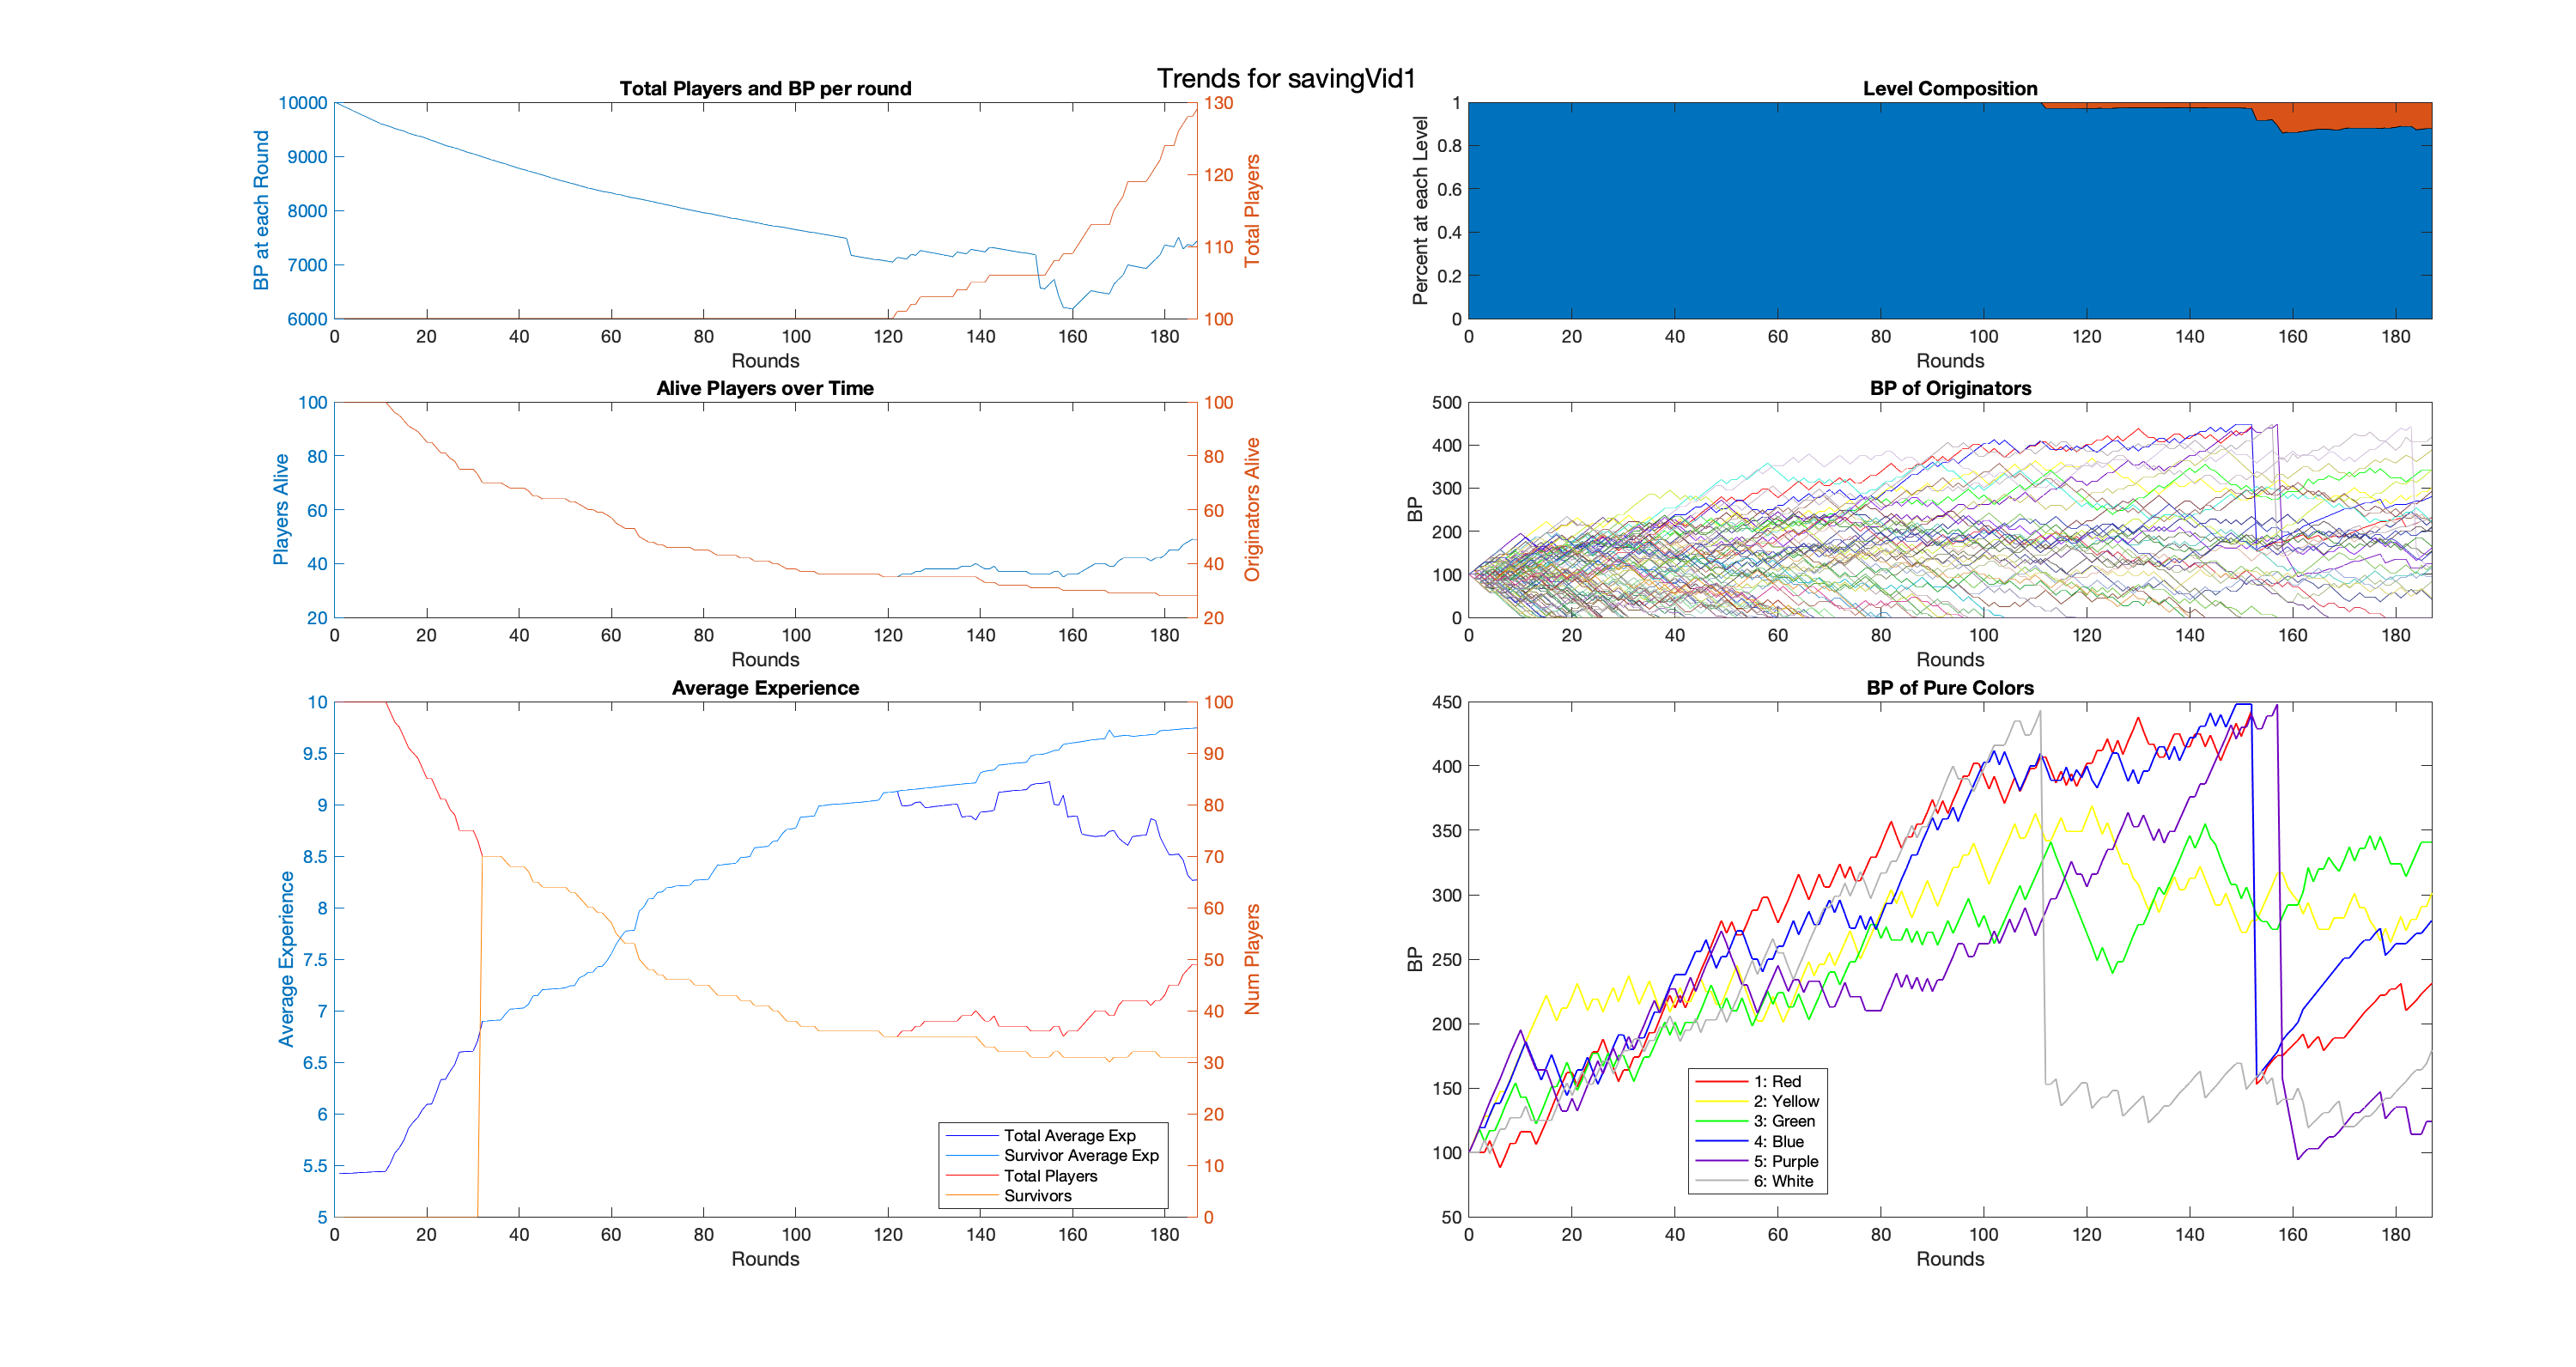 Trends for savingVid1
Total Players and BP per round
BP at each Round
10000
9000
8000
7000
6000
130
120
110
100
Total Players
0 20 40 60 80 100 120 140 160 180
Rounds
Level Composition
Percent at each Level
1
0.8
0.6
0.4
0.2
0
0 20 40 60 80 100 120 140 160 180
Rounds
Alive Players over Time
Players Alive
100
80
60
40
20
100
80
60
40
20
Originators Alive
0 20 40 60 80 100 120 140 160 180
Rounds
BP of Originators
BP
500
400
300
200
100
0
0 20 40 60 80 100 120 140 160 180
Rounds
Average Experience
Average Experience
10
9.5
9
8.5
8
7.5
7
6.5
6
5.5
5
100
90
80
70
60
50
40
30
20
10
0
Num Players
Total Average Exp
Survivor Average Exp
Total Players
Survivors
0 20 40 60 80 100 120 140 160 180
Rounds
BP of Pure Colors
BP
450
400
350
300
250
200
150
100
50
1: Red
2: Yellow
3: Green
4: Blue
5: Purple
6: White
0 20 40 60 80 100 120 140 160 180
Rounds